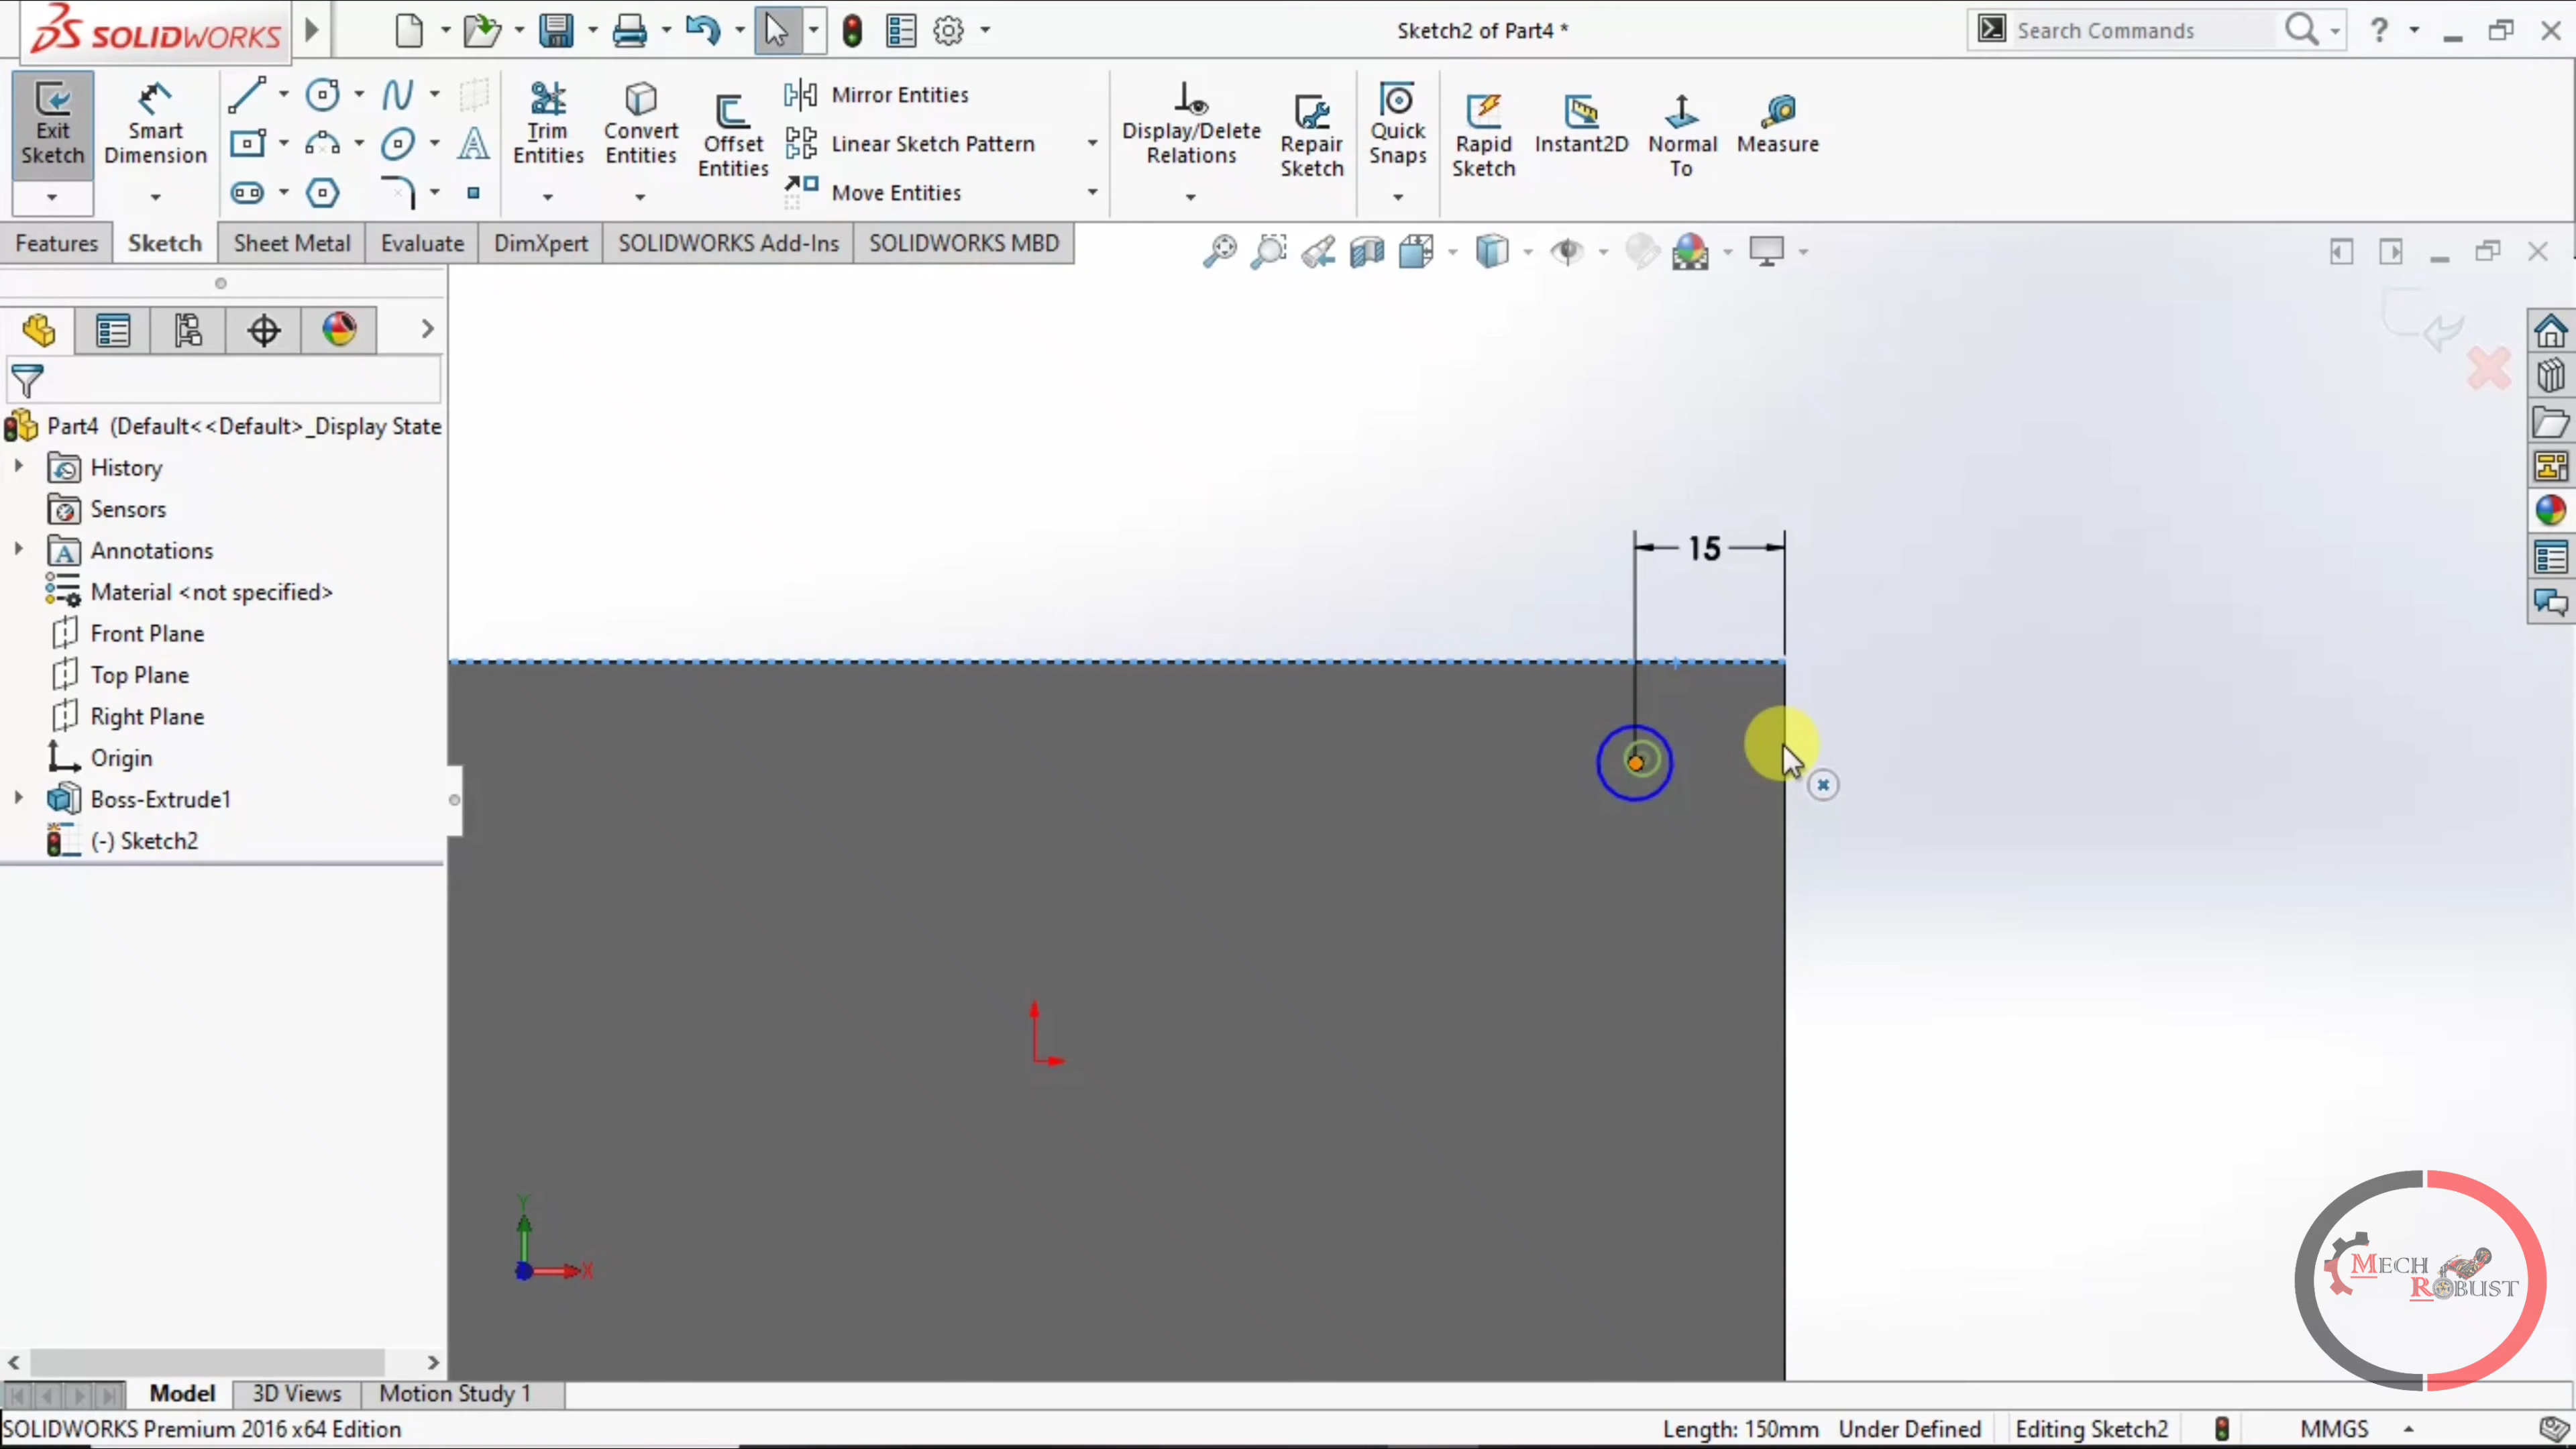 SOLIDWORKS
Sketch2 of Part4 *
Search Commands
?
Exit Sketch
Smart Dimension
Trim Entities
Convert Entities
Offset Entities
Mirror Entities
Linear Sketch Pattern
Move Entities
Display/Delete Relations
Repair Sketch
Quick Snaps
Rapid Sketch
Instant2D
Normal To
Measure
Features
Sketch
Sheet Metal
Evaluate
DimXpert
SOLIDWORKS Add-Ins
SOLIDWORKS MBD
Part4 (Default<<Default>_Display State
History
Sensors
Annotations
Material <not specified>
Front Plane
Top Plane
Right Plane
Origin
Boss-Extrude1
(-) Sketch2
15
Y
X
MECH
ROBUST
Model
3D Views
Motion Study 1
SOLIDWORKS Premium 2016 x64 Edition
Length: 150mm
Under Defined
Editing Sketch2
MMGS